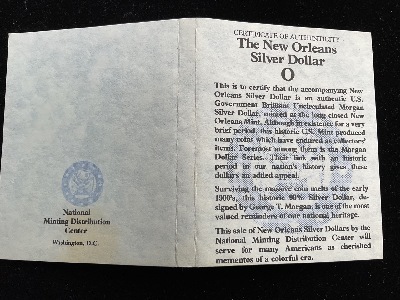 National
Minting Distribution
Center
Washington, D.C.
CERTIFICATE OF AUTHENTICITY
The New Orleans
Silver Dollar
O
This is to certify that the accompanying New
Orleans Silver Dollar is an authentic U.S.
Government Brilliant Uncirculated Morgan
Silver Dollar, minted at the long closed New
Orleans Mint. Although in existence for a very
brief period, this historic U.S. Mint produced
many coins which have endured as collectors'
items. Foremost among them is the Morgan
Dollar Series. Their link with an historic
period in our nation's history gives these
dollars an added appeal.
Surviving the massive coin melts of the early
1900's, this historic 90% Silver Dollar, de-
signed by George T. Morgan, is one of the most
valued reminders of our national heritage.
This sale of New Orleans Silver Dollars by the
National Minting Distribution Center will
serve for many Americans as cherished
mementos of a colorful era.